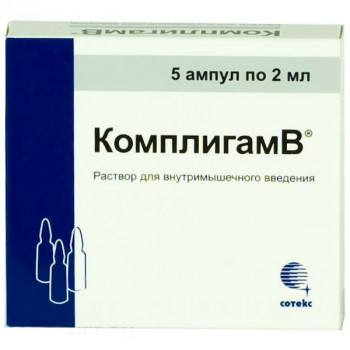 КомплигамВ®
5 ампул по 2 мл
КомплигамВ®
Раствор для внутримышечного введения
сотекс